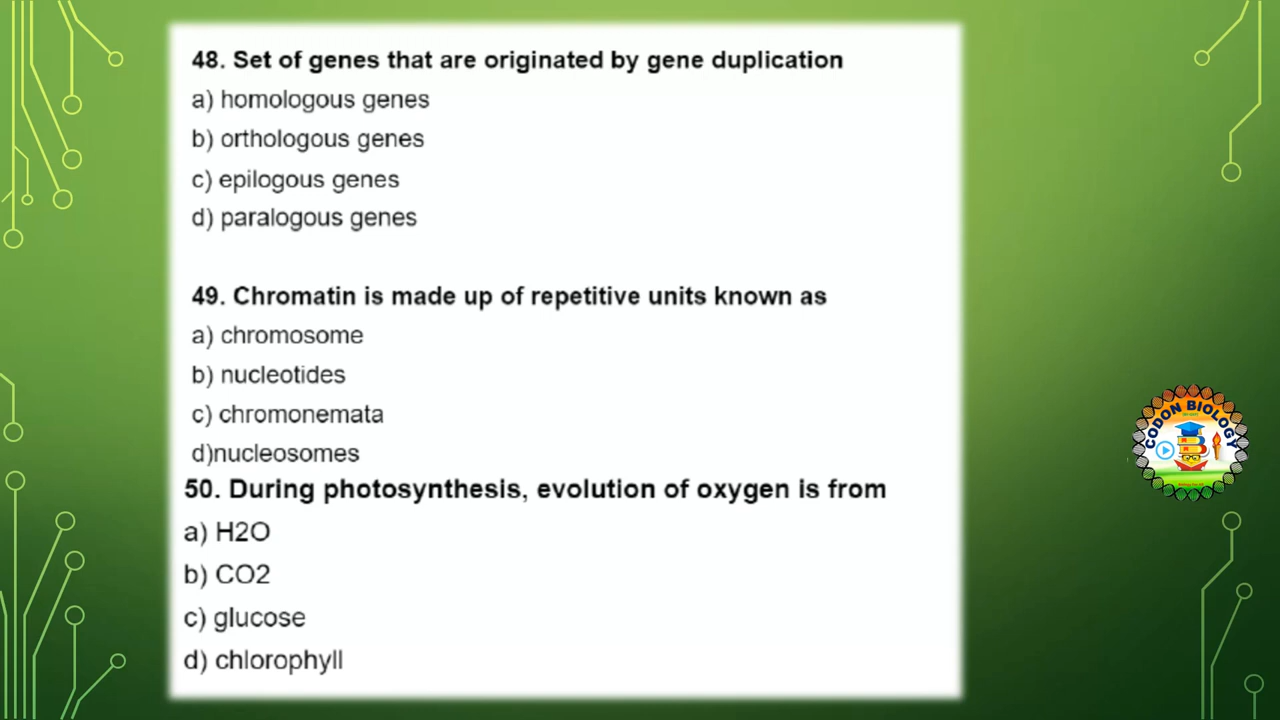 48. Set of genes that are originated by gene duplication
a) homologous genes
b) orthologous genes
c) epilogous genes
d) paralogous genes
49. Chromatin is made up of repetitive units known as
a) chromosome
b) nucleotides
c) chromonemata
d)nucleosomes
50. During photosynthesis, evolution of oxygen is from
a) H2O
b) CO2
c) glucose
d) chlorophyll
CODON BIOLOGY